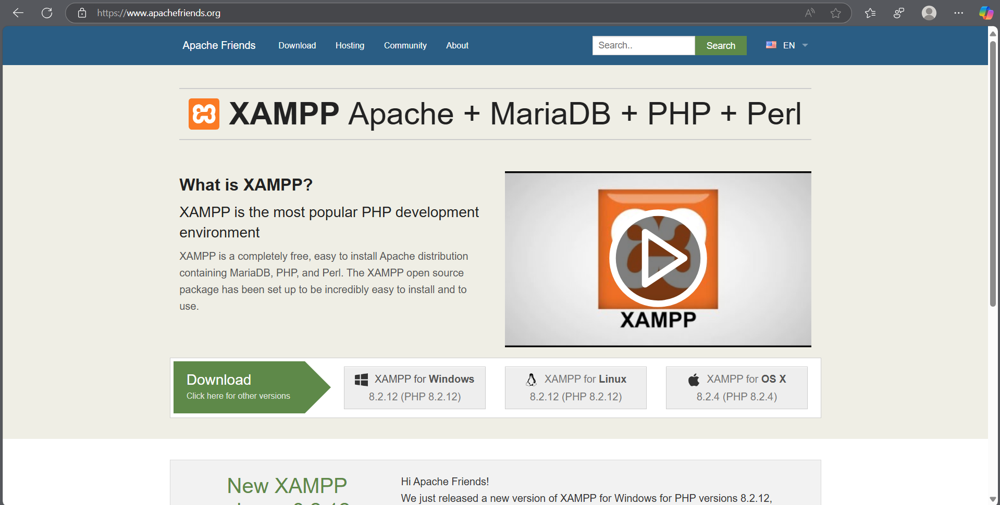 https://www.apachefriends.org
Apache Friends Download Hosting Community About Search.. Search EN
XAMPP Apache + MariaDB + PHP + Perl
What is XAMPP?
XAMPP is the most popular PHP development
environment
XAMPP is a completely free, easy to install Apache distribution
containing MariaDB, PHP, and Perl. The XAMPP open source
package has been set up to be incredibly easy to install and to
use.
XAMPP
Download
Click here for other versions
XAMPP for Windows
8.2.12 (PHP 8.2.12)
XAMPP for Linux
8.2.12 (PHP 8.2.12)
XAMPP for OS X
8.2.4 (PHP 8.2.4)
New XAMPP
Hi Apache Friends!
We just released a new version of XAMPP for Windows for PHP versions 8.2.12,